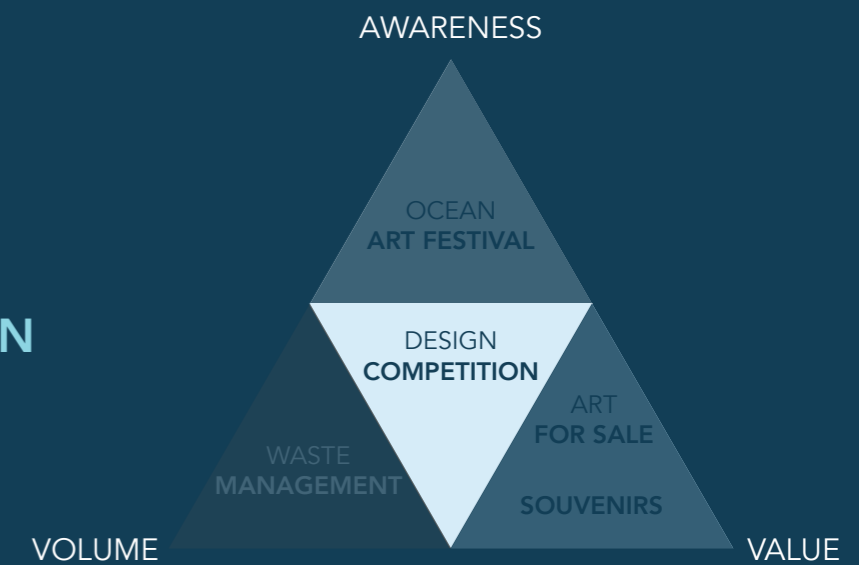 AWARENESS
OCEAN
ART FESTIVAL
N
DESIGN
COMPETITION
ART
FOR SALE
WASTE
MANAGEMENT
SOUVENIRS
VOLUME
VALUE